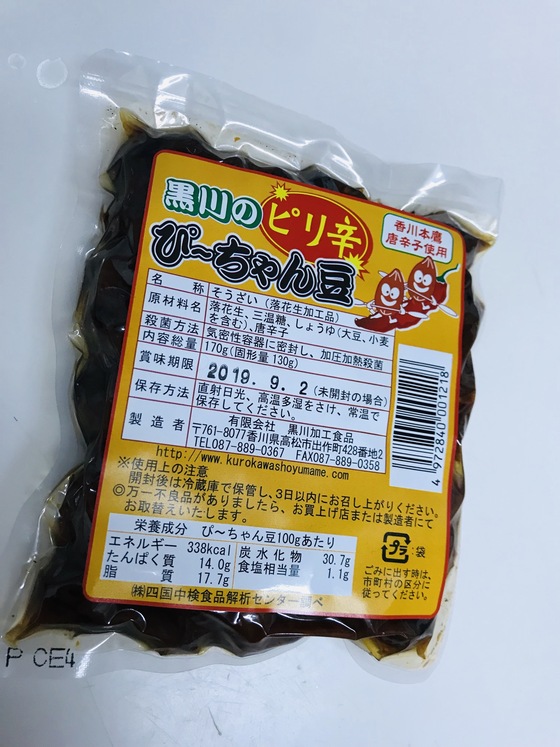 黒川の
ピリ辛
ぴ〜ちゃん豆
香川本鷹
唐辛子使用
名　　称 そうざい（落花生加工品）
原材料名 落花生、三温糖、しょうゆ(大豆、小麦
を含む)、唐辛子
殺菌方法 気密性容器に密封し、加圧加熱殺菌
内容総量 170g(固形量 130g)
賞味期限 2019. 9. 2 (未開封の場合)
保存方法 直射日光、高温多湿をさけ、常温で
保存してください。
製 造 者 有限会社　黒川加工食品
〒761-8077香川県高松市出作町428番地2
TEL087-889-0367　FAX087-889-0358
http://www.kurokawashoyumame.com
※使用上の注意
開封後は冷蔵庫で保管し、3日以内にお召し上がりください。
◎万一不良品がありましたら、お買上げ店または製造者にて
お取替えいたします。
4972840001218
栄養成分　ぴ〜ちゃん豆100gあたり
エネルギー 338kcal 炭水化物 30.7g
たんぱく質 14.0g 食塩相当量 1.1g
脂　　質 17.7g
㈱四国中検食品解析センター調べ
プラ :袋
ごみに出す時は、
市町村の区分に
従ってください。
P CE4